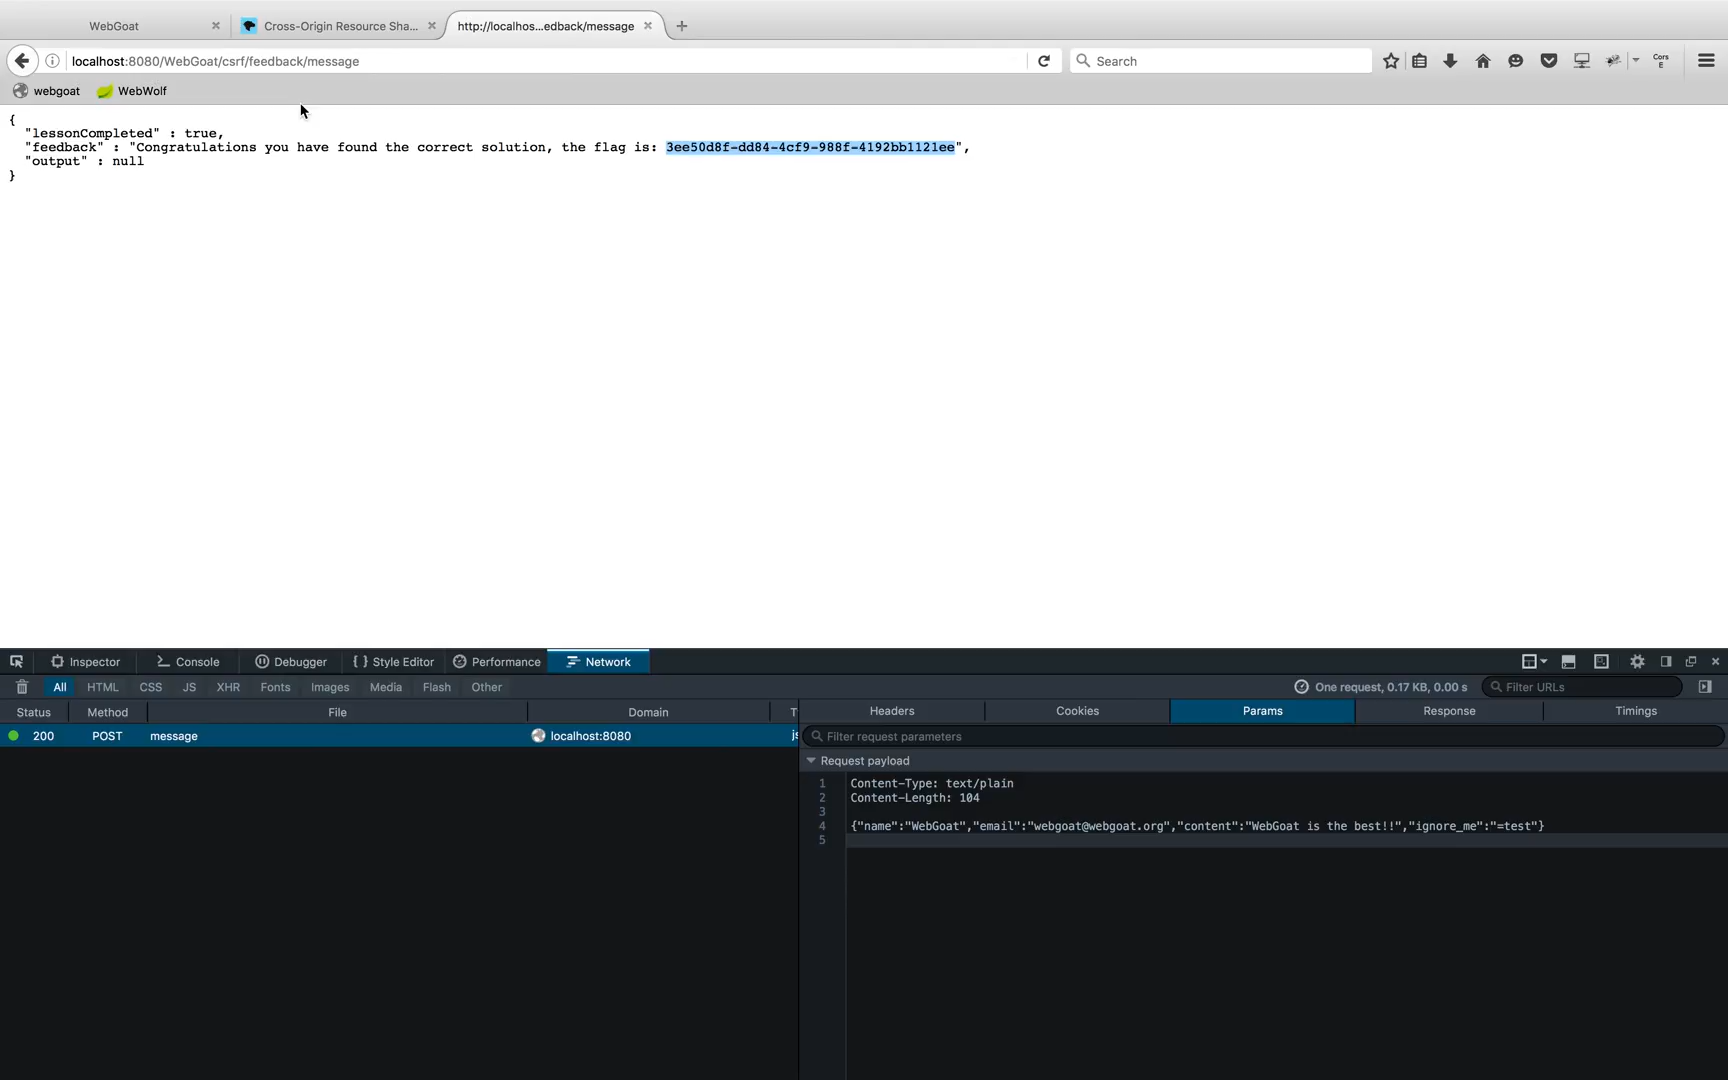 WebGoat
Cross-Origin Resource Sha...
http://localhos...edback/message
localhost:8080/WebGoat/csrf/feedback/message
Search
Cors E
webgoat
WebWolf
{
"lessonCompleted" : true,
"feedback" : "Congratulations you have found the correct solution, the flag is: 3ee50d8f-dd84-4cf9-988f-4192bb1121ee",
"output" : null
}
Inspector Console Debugger Style Editor Performance Network
All HTML CSS JS XHR Fonts Images Media Flash Other
One request, 0.17 KB, 0.00 s
Filter URLs
Status Method File Domain T
Headers Cookies Params Response Timings
200 POST message localhost:8080 js
Filter request parameters
Request payload
1 Content-Type: text/plain
2 Content-Length: 104
3
4 {"name":"WebGoat","email":"webgoat@webgoat.org","content":"WebGoat is the best!!","ignore_me":"=test"}
5